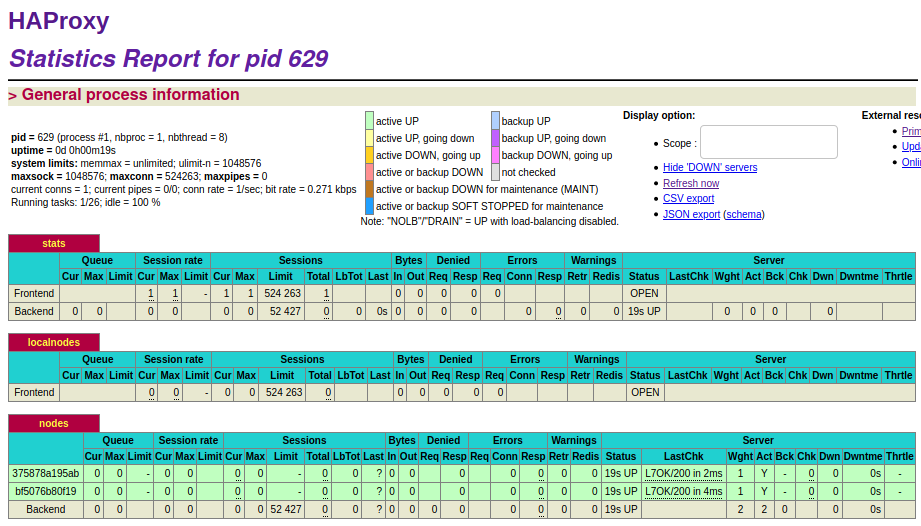 HAProxy
Statistics Report for pid 629
> General process information
pid = 629 (process #1, nbproc = 1, nbthread = 8)
uptime = 0d 0h00m19s
system limits: memmax = unlimited; ulimit-n = 1048576
maxsock = 1048576; maxconn = 524263; maxpipes = 0
current conns = 1; current pipes = 0/0; conn rate = 1/sec; bit rate = 0.271 kbps
Running tasks: 1/26; idle = 100 %
active UP backup UP
active UP, going down backup UP, going down
active DOWN, going up backup DOWN, going up
active or backup DOWN not checked
active or backup DOWN for maintenance (MAINT)
active or backup SOFT STOPPED for maintenance
Note: "NOLB"/"DRAIN" = UP with load-balancing disabled.
Display option:
• Scope :
• Hide 'DOWN' servers
• Refresh now
• CSV export
• JSON export (schema)
External
•
•
•
stats
Queue Session rate Sessions Bytes Denied Errors Warnings Server
Cur Max Limit Cur Max Limit Cur Max Limit Total LbTot Last In Out Req Resp Req Conn Resp Retr Redis Status LastChk Wght Act Bck Chk Dwn Dwntme Thrtle
Frontend 1 1 - 1 1 524 263 1 0 0 0 0 0 OPEN
Backend 0 0 0 0 0 0 52 427 0 0 0s 0 0 0 0 0 0 0 0 19s UP 0 0 0 0
localnodes
Queue Session rate Sessions Bytes Denied Errors Warnings Server
Cur Max Limit Cur Max Limit Cur Max Limit Total LbTot Last In Out Req Resp Req Conn Resp Retr Redis Status LastChk Wght Act Bck Chk Dwn Dwntme Thrtle
Frontend 0 0 - 0 0 524 263 0 0 0 0 0 0 OPEN
nodes
Queue Session rate Sessions Bytes Denied Errors Warnings Server
Cur Max Limit Cur Max Limit Cur Max Limit Total LbTot Last In Out Req Resp Req Conn Resp Retr Redis Status LastChk Wght Act Bck Chk Dwn Dwntme Thrtle
375878a195ab 0 0 - 0 0 0 0 - 0 0 ? 0 0 0 0 0 0 0 19s UP L7OK/200 in 2ms 1 Y - 0 0 0s -
bf5076b80f19 0 0 - 0 0 0 0 - 0 0 ? 0 0 0 0 0 0 0 19s UP L7OK/200 in 4ms 1 Y - 0 0 0s -
Backend 0 0 0 0 0 0 52 427 0 0 ? 0 0 0 0 0 0 0 0 19s UP 2 2 0 0 0s